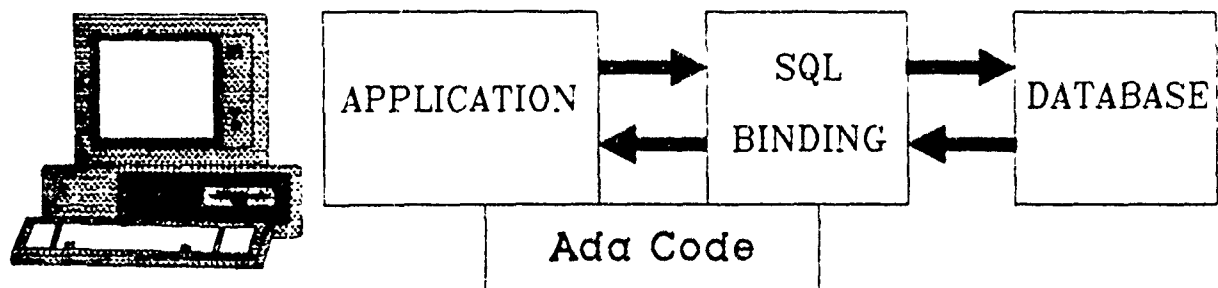 APPLICATION
SQL
BINDING
DATABASE
Ada Code